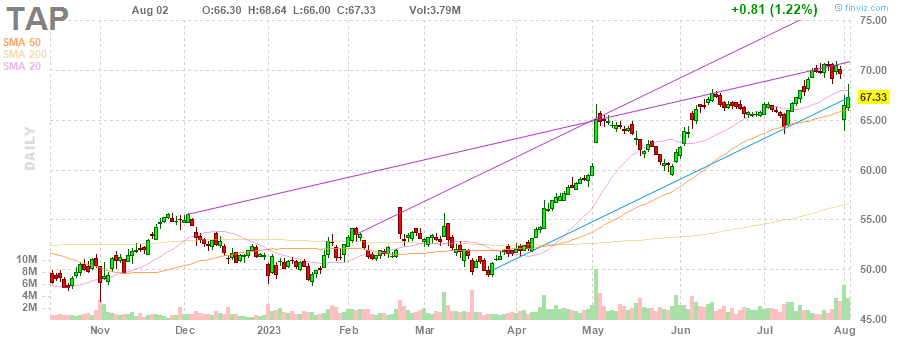 TAP Aug 02 O:66.30 H:68.64 L:66.00 C:67.33 Vol:3.79M +0.81 (1.22%) © finviz.com
SMA 50
SMA 200
SMA 20
DAILY
75.00
70.00
67.33
65.00
60.00
55.00
50.00
45.00
10M
8M
6M
4M
2M
Nov Dec 2023 Feb Mar Apr May Jun Jul Aug